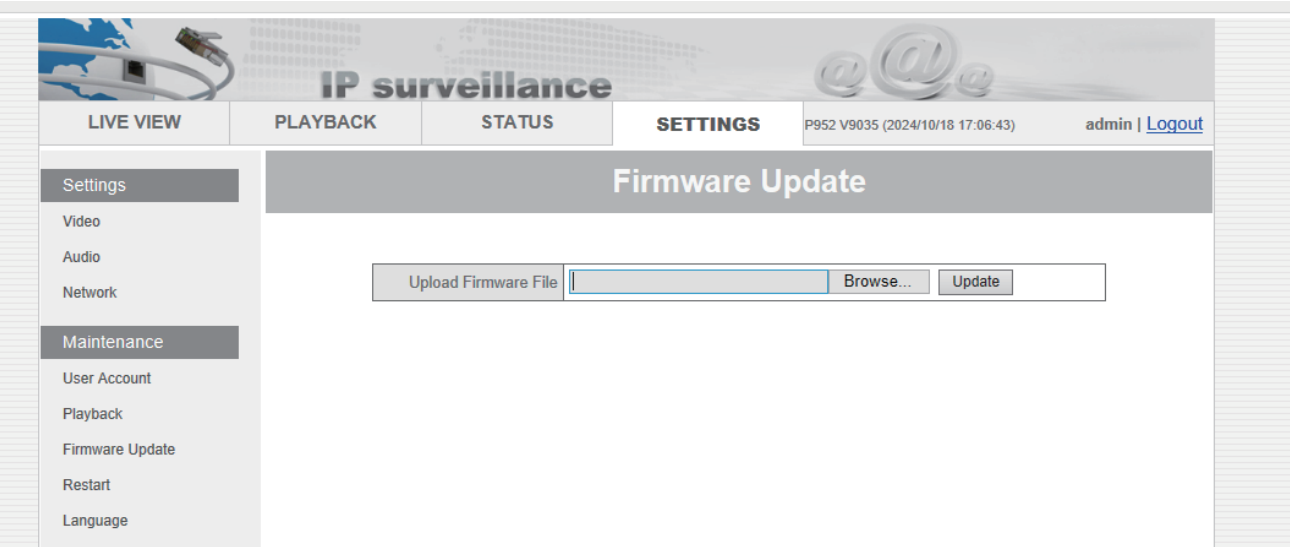 IP surveillance
LIVE VIEW PLAYBACK STATUS SETTINGS P952 V9035 (2024/10/18 17:06:43) admin | Logout
Settings
Video
Audio
Network
Maintenance
User Account
Playback
Firmware Update
Restart
Language
Firmware Update
Upload Firmware File Browse... Update